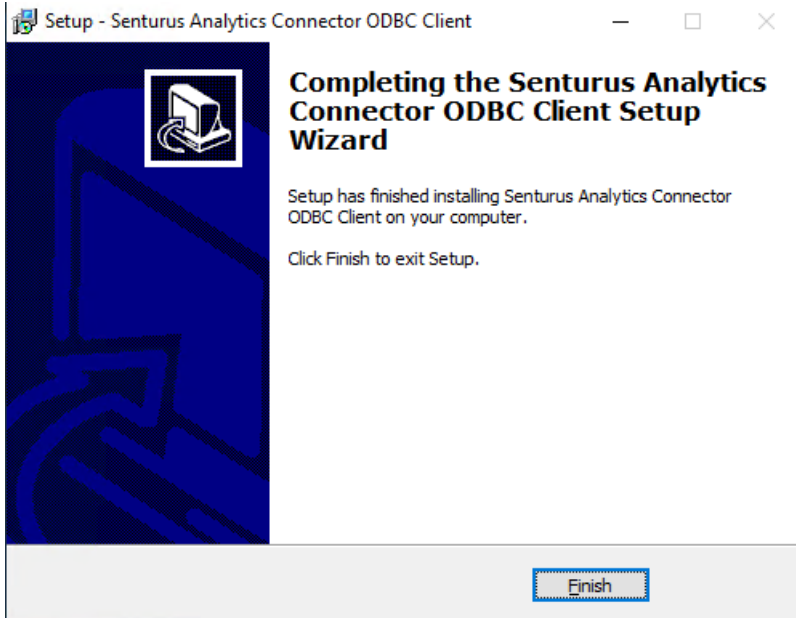 Setup - Senturus Analytics Connector ODBC Client
Completing the Senturus Analytics
Connector ODBC Client Setup
Wizard
Setup has finished installing Senturus Analytics Connector
ODBC Client on your computer.
Click Finish to exit Setup.
Finish